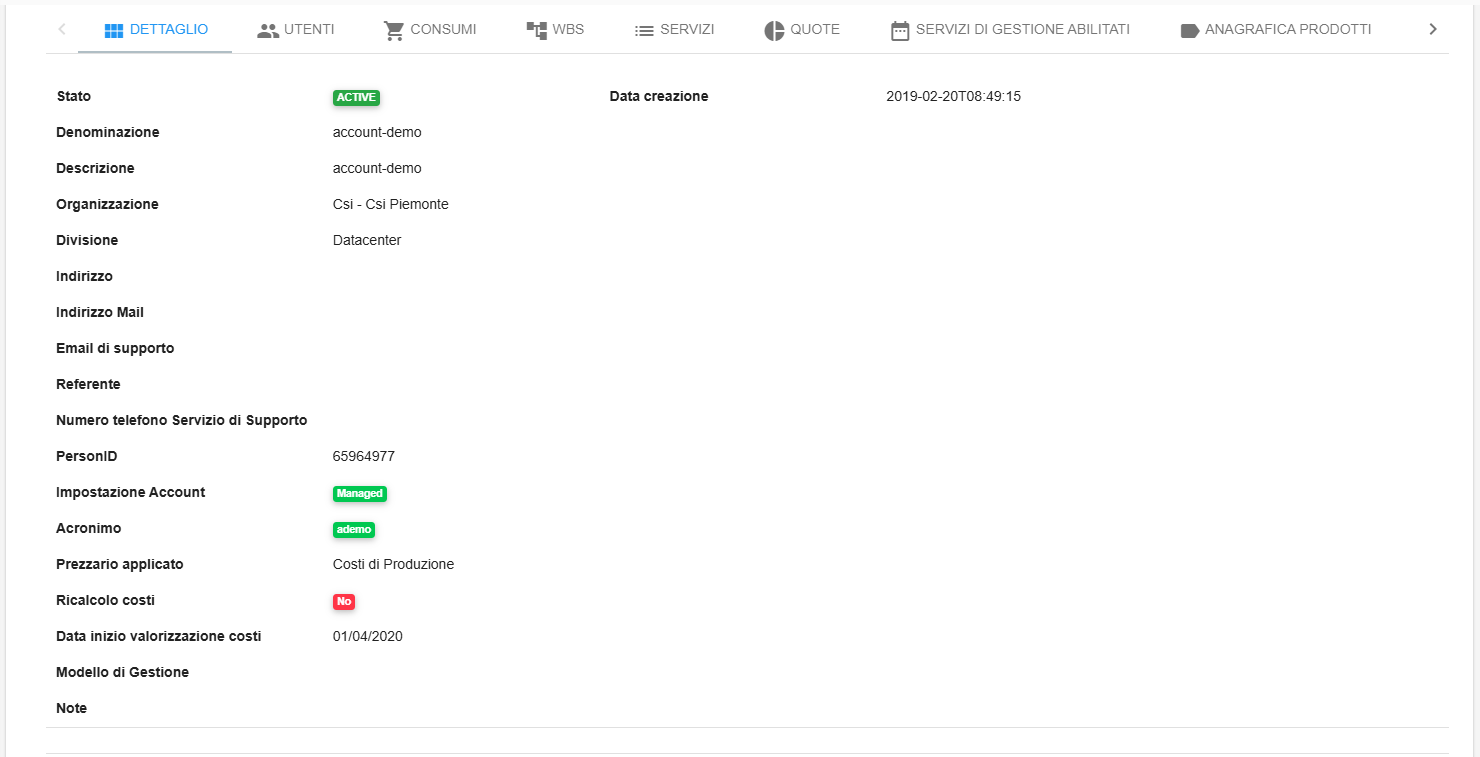 DETTAGLIO UTENTI CONSUMI WBS SERVIZI QUOTE SERVIZI DI GESTIONE ABILITATI ANAGRAFICA PRODOTTI
Stato ACTIVE Data creazione 2019-02-20T08:49:15
Denominazione account-demo
Descrizione account-demo
Organizzazione Csi - Csi Piemonte
Divisione Datacenter
Indirizzo
Indirizzo Mail
Email di supporto
Referente
Numero telefono Servizio di Supporto
PersonID 65964977
Impostazione Account Managed
Acronimo ademo
Prezzario applicato Costi di Produzione
Ricalcolo costi No
Data inizio valorizzazione costi 01/04/2020
Modello di Gestione
Note